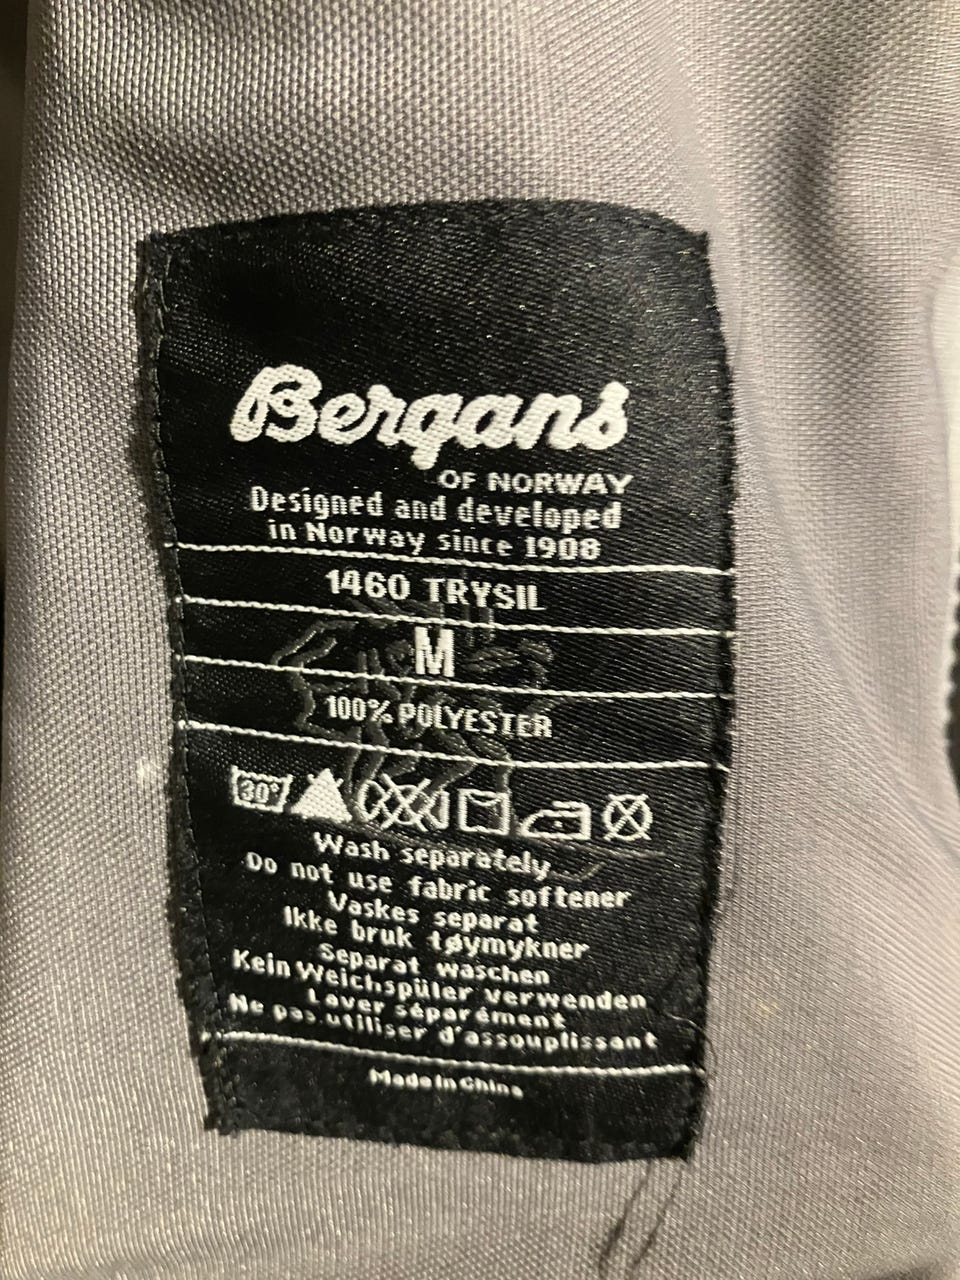 Bergans
OF NORWAY
Designed and developed
in Norway since 1908
1460 TRYSIL
M
100% POLYESTER
30°
Wash separately
Do not use fabric softener
Vaskes separat
Ikke bruk tøymykner
Separat waschen
Kein Weichspüler verwenden
Laver séparément
Ne pas utiliser d'assouplissant
Made in China